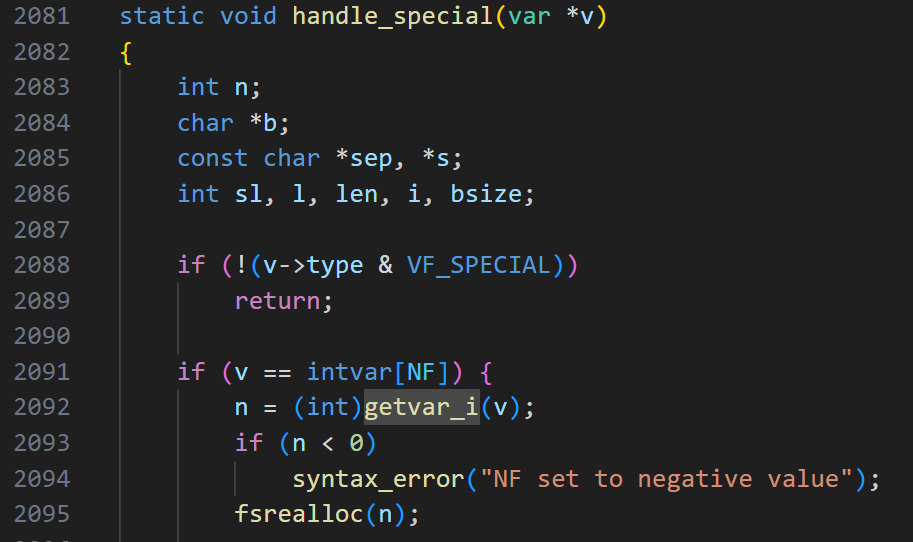 2081 static void handle_special(var *v)
2082 {
2083 int n;
2084 char *b;
2085 const char *sep, *s;
2086 int sl, l, len, i, bsize;
2087
2088 if (!(v->type & VF_SPECIAL))
2089 return;
2090
2091 if (v == intvar[NF]) {
2092 n = (int)getvar_i(v);
2093 if (n < 0)
2094 syntax_error("NF set to negative value");
2095 fsrealloc(n);